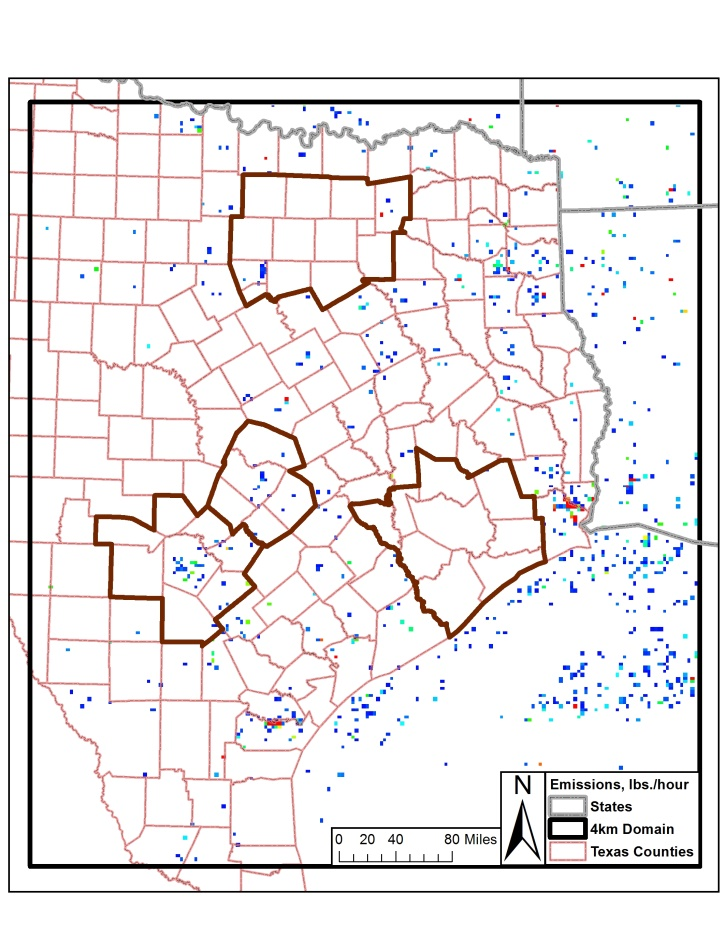 N
0 20 40 80 Miles
Emissions, lbs./hour
States
4km Domain
Texas Counties